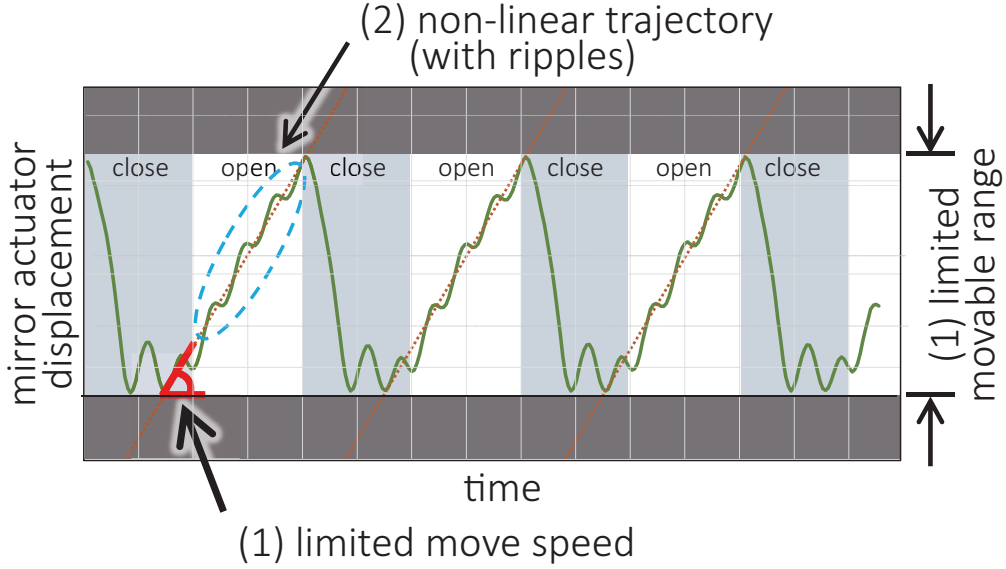 (2) non-linear trajectory
(with ripples)
close
open
close
open
close
open
close
mirror actuator
displacement
(1) limited
movable range
time
(1) limited move speed